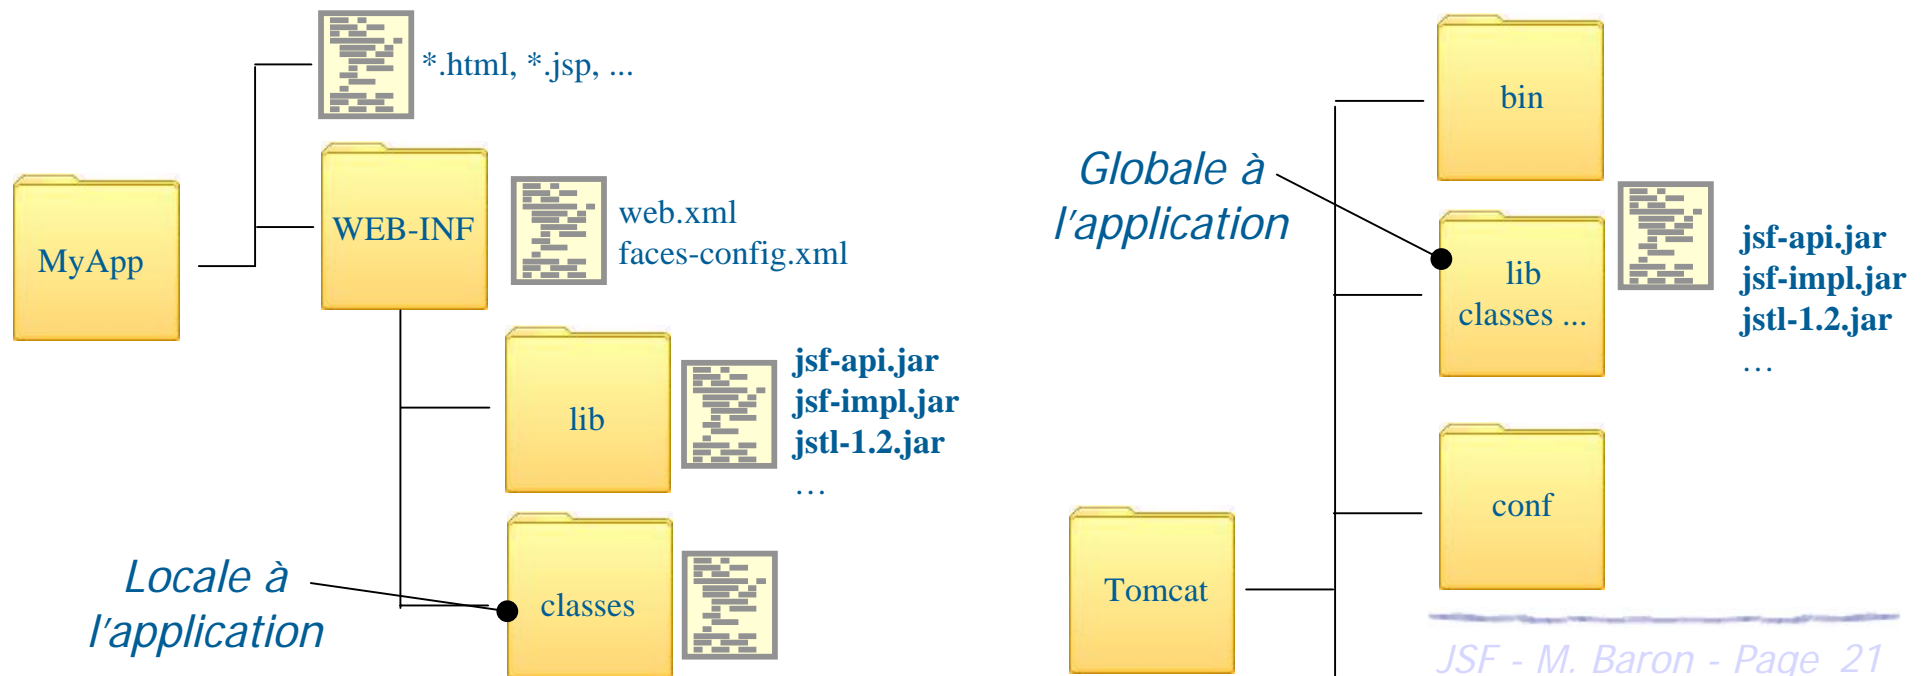 *.html, *.jsp, ...
MyApp
WEB-INF
web.xml
faces-config.xml
lib
jsf-api.jar
jsf-impl.jar
jstl-1.2.jar
…
Locale à
l'application
classes
bin
Globale à
l'application
lib
classes ...
jsf-api.jar
jsf-impl.jar
jstl-1.2.jar
…
conf
Tomcat
JSF - M. Baron - Page 21